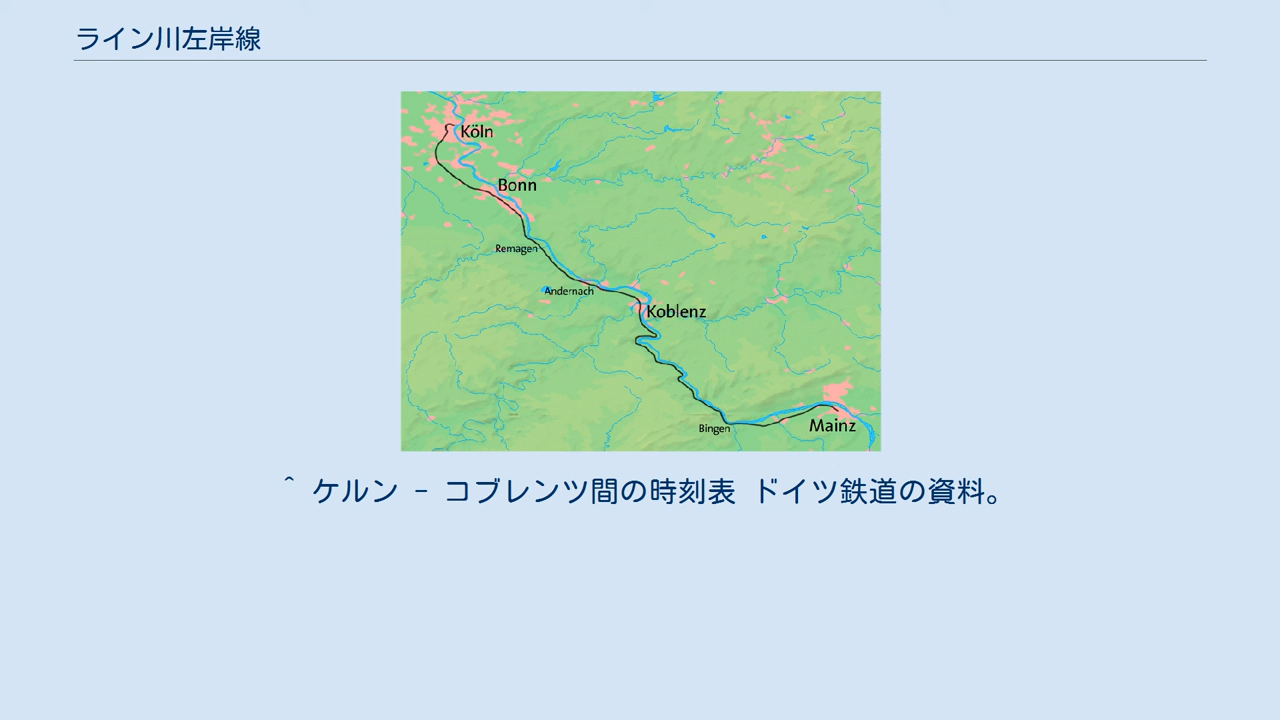 ライン川左岸線
Köln
Bonn
Remagen
Andernach
Koblenz
Bingen
Mainz
^ ケルン - コブレンツ間の時刻表 ドイツ鉄道の資料。